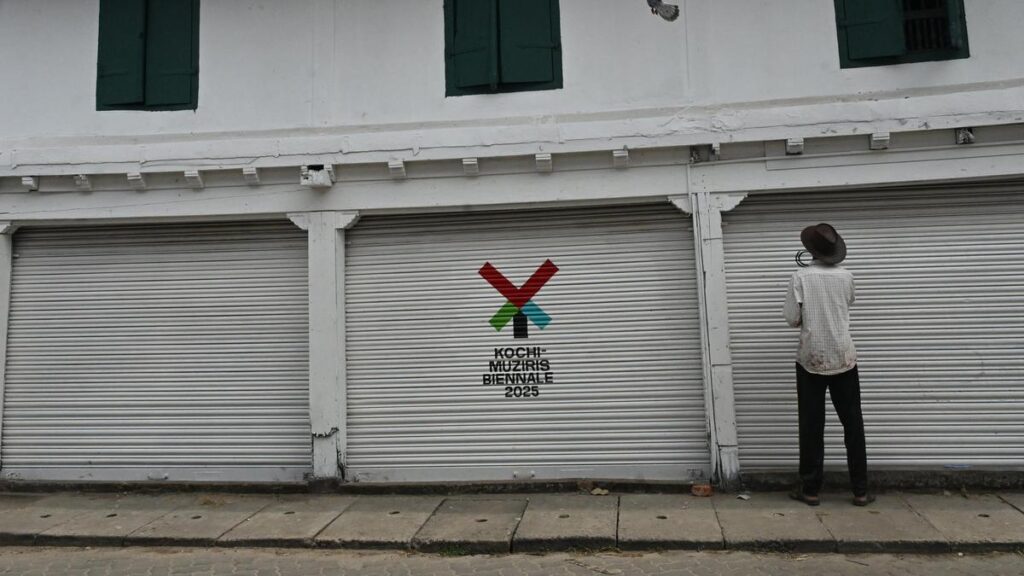 KOCHI-
MUZIRIS
BIENNALE
2025